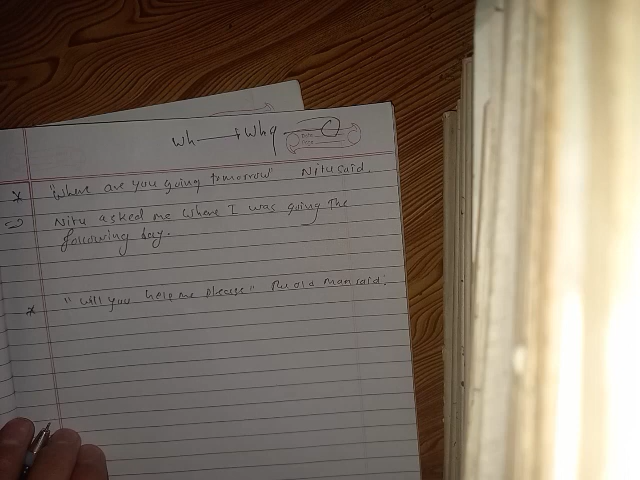 Wh → Whq
"Where are you going tomorrow" Nitu said.
Nitu asked me where I was going the
following day.
"Will you help me please" The old man said.